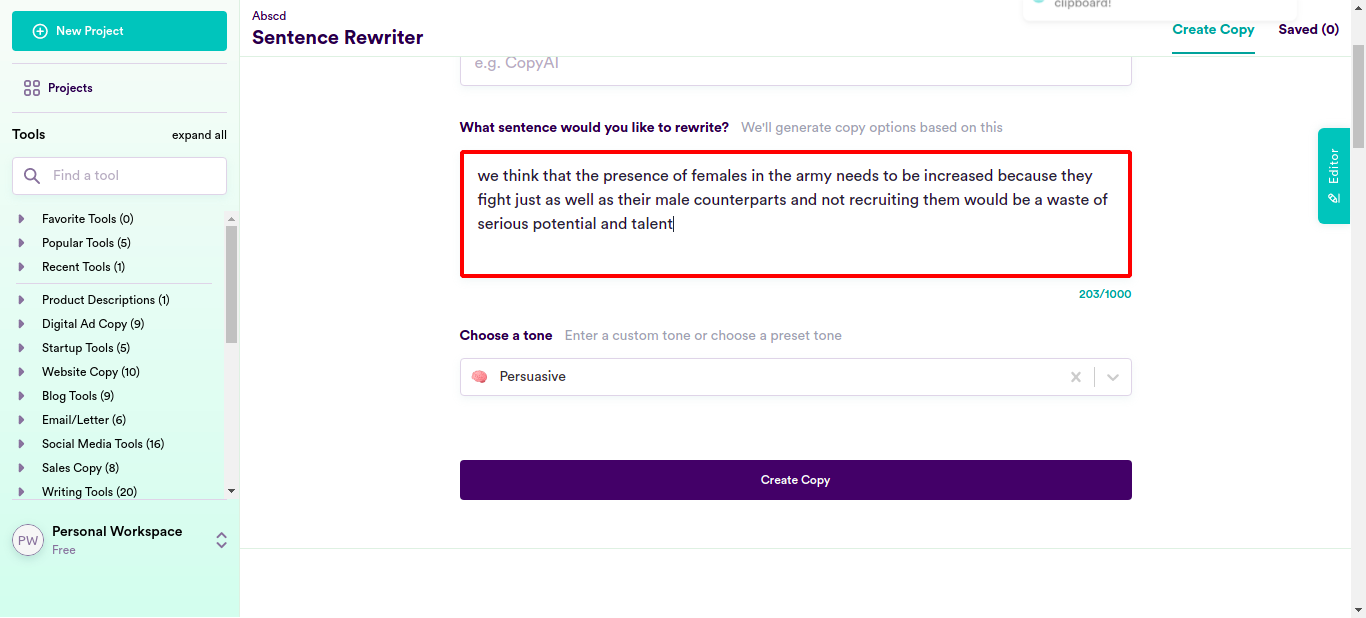 New Project
Projects
Tools
expand all
Find a tool
Favorite Tools (0)
Popular Tools (5)
Recent Tools (1)
Product Descriptions (1)
Digital Ad Copy (9)
Startup Tools (5)
Website Copy (10)
Blog Tools (9)
Email/Letter (6)
Social Media Tools (16)
Sales Copy (8)
Writing Tools (20)
PW
Personal Workspace
Free
Abscd
Sentence Rewriter
clipboard!
Create Copy
Saved (0)
e.g. CopyAI
What sentence would you like to rewrite? We'll generate copy options based on this
we think that the presence of females in the army needs to be increased because they
fight just as well as their male counterparts and not recruiting them would be a waste of
serious potential and talent
203/1000
Choose a tone Enter a custom tone or choose a preset tone
Persuasive
Create Copy
Editor